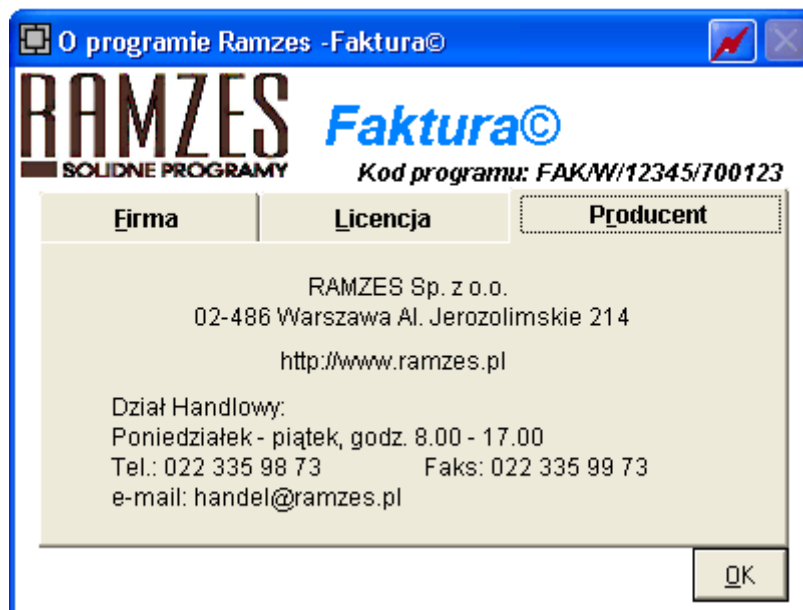 O programie Ramzes -Faktura©
RAMZES
SOLIDNE PROGRAMY
Faktura©
Kod programu: FAK/W/12345/700123
Firma
Licencja
Producent
RAMZES Sp. z o.o.
02-486 Warszawa Al. Jerozolimskie 214
http://www.ramzes.pl
Dział Handlowy:
Poniedziałek - piątek, godz. 8.00 - 17.00
Tel.: 022 335 98 73 Faks: 022 335 99 73
e-mail: handel@ramzes.pl
OK